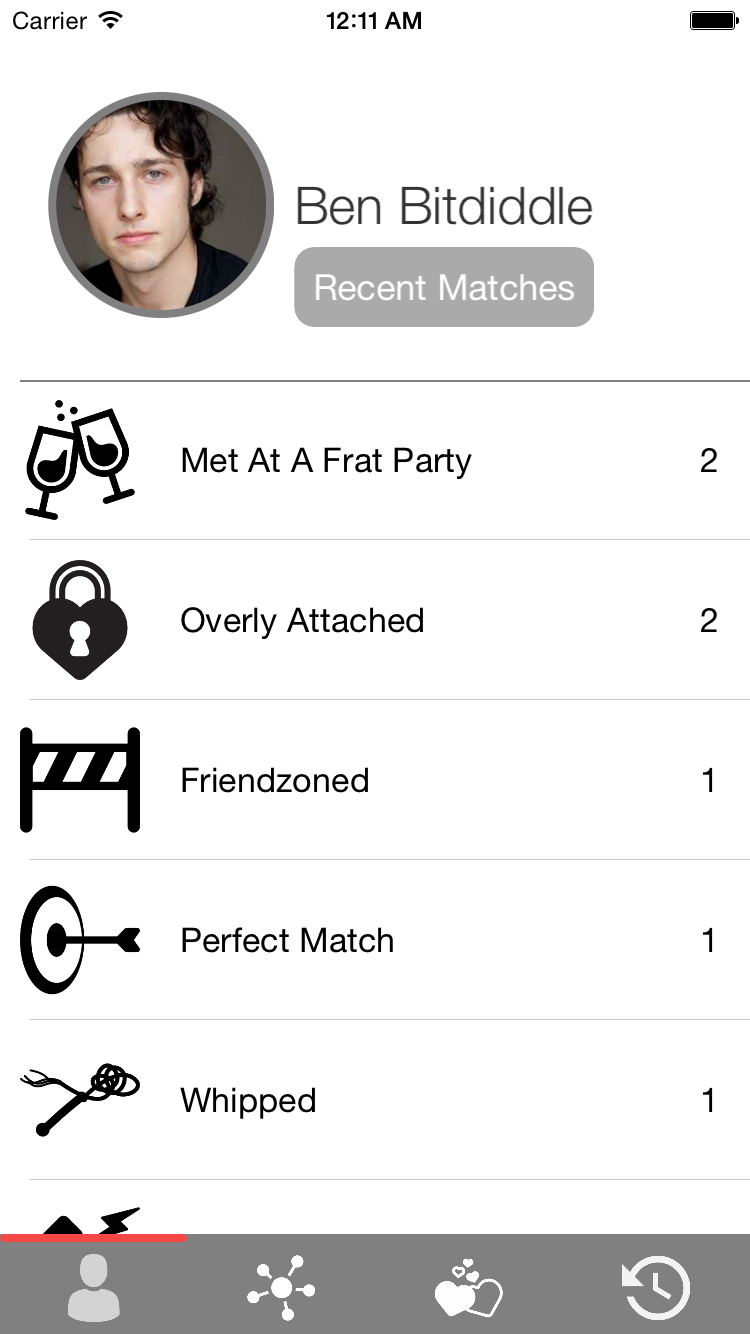 Carrier 12:11 AM
Ben Bitdiddle
Recent Matches
Met At A Frat Party 2
Overly Attached 2
Friendzoned 1
Perfect Match 1
Whipped 1